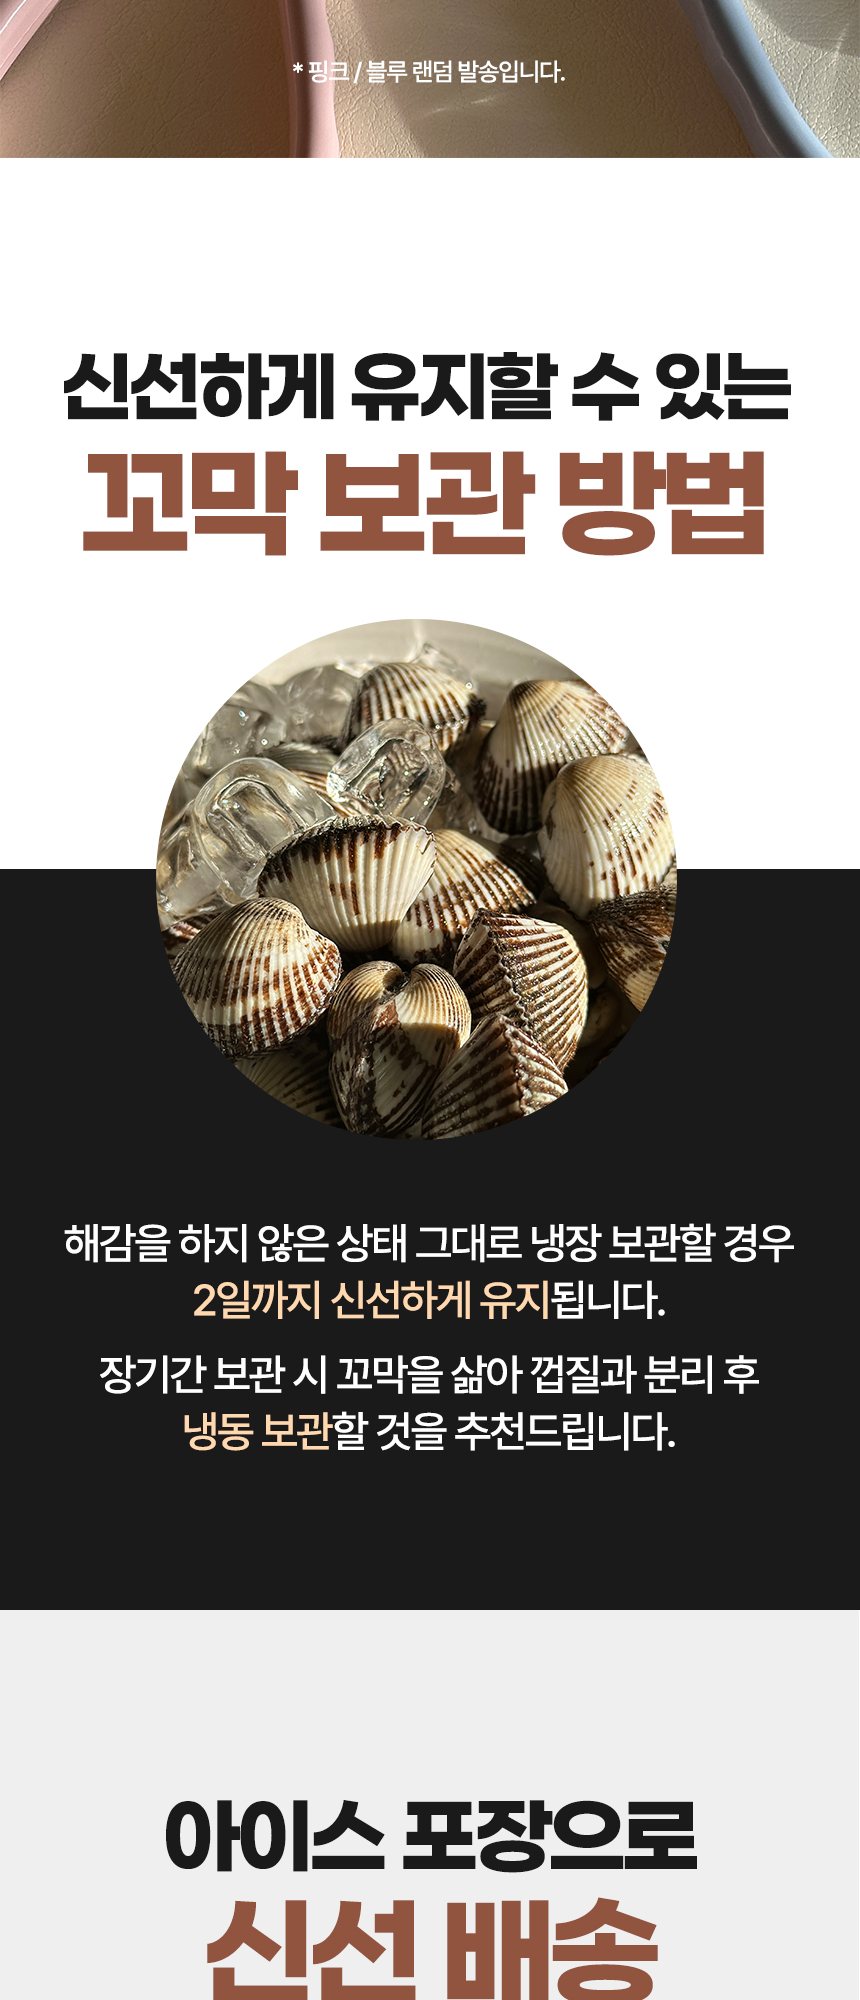 * 핑크 / 블루 랜덤 발송입니다.
신선하게 유지할 수 있는
꼬막 보관 방법
해감을 하지 않은 상태 그대로 냉장 보관할 경우
2일까지 신선하게 유지됩니다.
장기간 보관 시 꼬막을 삶아 껍질과 분리 후
냉동 보관할 것을 추천드립니다.
아이스 포장으로
신선 배송